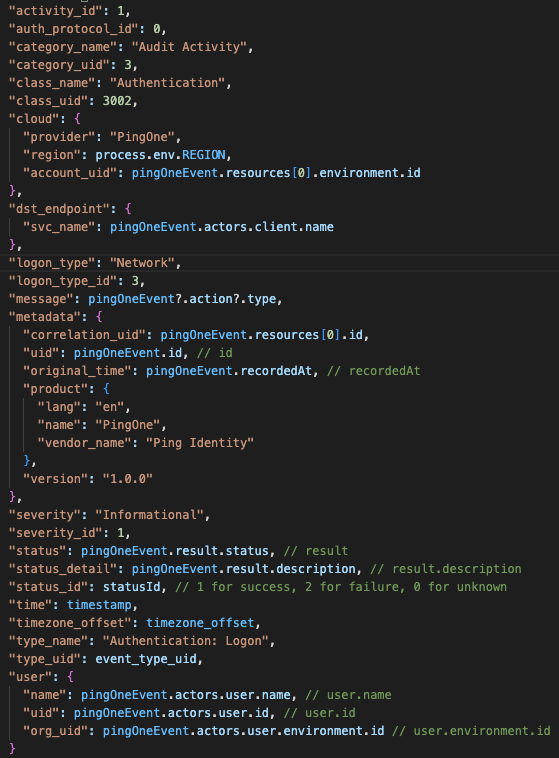 "activity_id": 1,
"auth_protocol_id": 0,
"category_name": "Audit Activity",
"category_uid": 3,
"class_name": "Authentication",
"class_uid": 3002,
"cloud": {
  "provider": "PingOne",
  "region": process.env.REGION,
  "account_uid": pingOneEvent.resources[0].environment.id
},
"dst_endpoint": {
  "svc_name": pingOneEvent.actors.client.name
},
"logon_type": "Network",
"logon_type_id": 3,
"message": pingOneEvent?.action?.type,
"metadata": {
  "correlation_uid": pingOneEvent.resources[0].id,
  "uid": pingOneEvent.id, // id
  "original_time": pingOneEvent.recordedAt, // recordedAt
  "product": {
    "lang": "en",
    "name": "PingOne",
    "vendor_name": "Ping Identity"
  },
  "version": "1.0.0"
},
"severity": "Informational",
"severity_id": 1,
"status": pingOneEvent.result.status, // result
"status_detail": pingOneEvent.result.description, // result.description
"status_id": statusId, // 1 for success, 2 for failure, 0 for unknown
"time": timestamp,
"timezone_offset": timezone_offset,
"type_name": "Authentication: Logon",
"type_uid": event_type_uid,
"user": {
  "name": pingOneEvent.actors.user.name, // user.name
  "uid": pingOneEvent.actors.user.id, // user.id
  "org_uid": pingOneEvent.actors.user.environment.id // user.environment.id
}